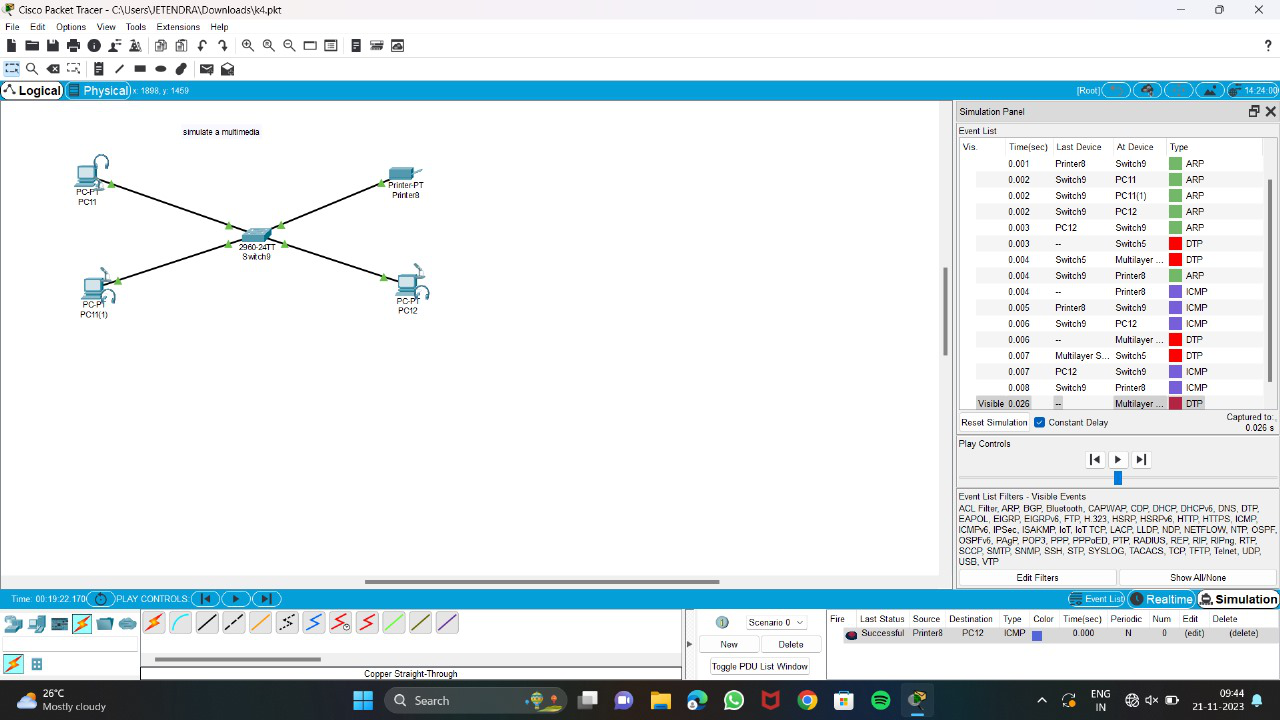 Cisco Packet Tracer - C:\Users\JETENDRA\Downloads\k4.pkt
File Edit Options View Tools Extensions Help
?
Logical Physical x: 1898, y: 1459 [Root] 14:24:00
simulate a multimedia
PC-PT
PC11
Printer-PT
Printer8
2960-24TT
Switch9
PC-PT
PC11(1)
PC-PT
PC12
Simulation Panel
Event List
Vis. Time(sec) Last Device At Device Type
0.001 Printer8 Switch9 ARP
0.002 Switch9 PC11 ARP
0.002 Switch9 PC11(1) ARP
0.002 Switch9 PC12 ARP
0.003 PC12 Switch9 ARP
0.003 -- Switch5 DTP
0.004 Switch5 Multilayer ... DTP
0.004 Switch9 Printer8 ARP
0.004 -- Printer8 ICMP
0.005 Printer8 Switch9 ICMP
0.006 Switch9 PC12 ICMP
0.006 -- Multilayer ... DTP
0.007 Multilayer S... Switch5 DTP
0.007 PC12 Switch9 ICMP
0.008 Switch9 Printer8 ICMP
Visible 0.026 -- Multilayer ... DTP
Reset Simulation Constant Delay Captured to:
0.026 s
Play Controls
Event List Filters - Visible Events
ACL Filter, ARP, BGP, Bluetooth, CAPWAP, CDP, DHCP, DHCPv6, DNS, DTP,
EAPOL, EIGRP, EIGRPv6, FTP, H.323, HSRP, HSRPv6, HTTP, HTTPS, ICMP,
ICMPv6, IPSec, ISAKMP, IoT, IoT TCP, LACP, LLDP, NDP, NETFLOW, NTP, OSPF,
OSPFv6, PAgP, POP3, PPP, PPPoED, PTP, RADIUS, REP, RIP, RIPng, RTP,
SCCP, SMTP, SNMP, SSH, STP, SYSLOG, TACACS, TCP, TFTP, Telnet, UDP,
USB, VTP
Edit Filters Show All/None
Time: 00:19:22.170 PLAY CONTROLS: Event List Realtime Simulation
Scenario 0
New Delete
Toggle PDU List Window
Fire Last Status Source Destination Type Color Time(sec) Periodic Num Edit Delete
Successful Printer8 PC12 ICMP 0.000 N 0 (edit) (delete)
Copper Straight-Through
26°C
Mostly cloudy
Search
ENG
IN
09:44
21-11-2023